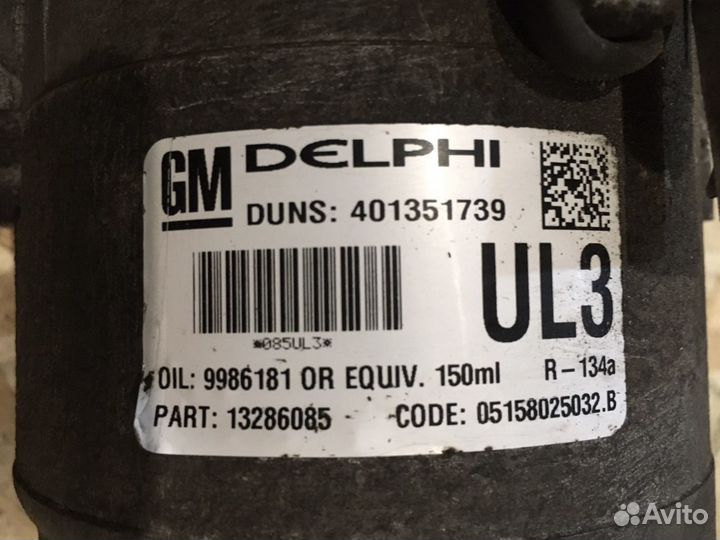 GM DELPHI
DUNS: 401351739
UL3
*085UL3*
OIL: 9986181 OR EQUIV. 150ml R-134a
PART: 13286085 CODE: 05158025032.B
Avito